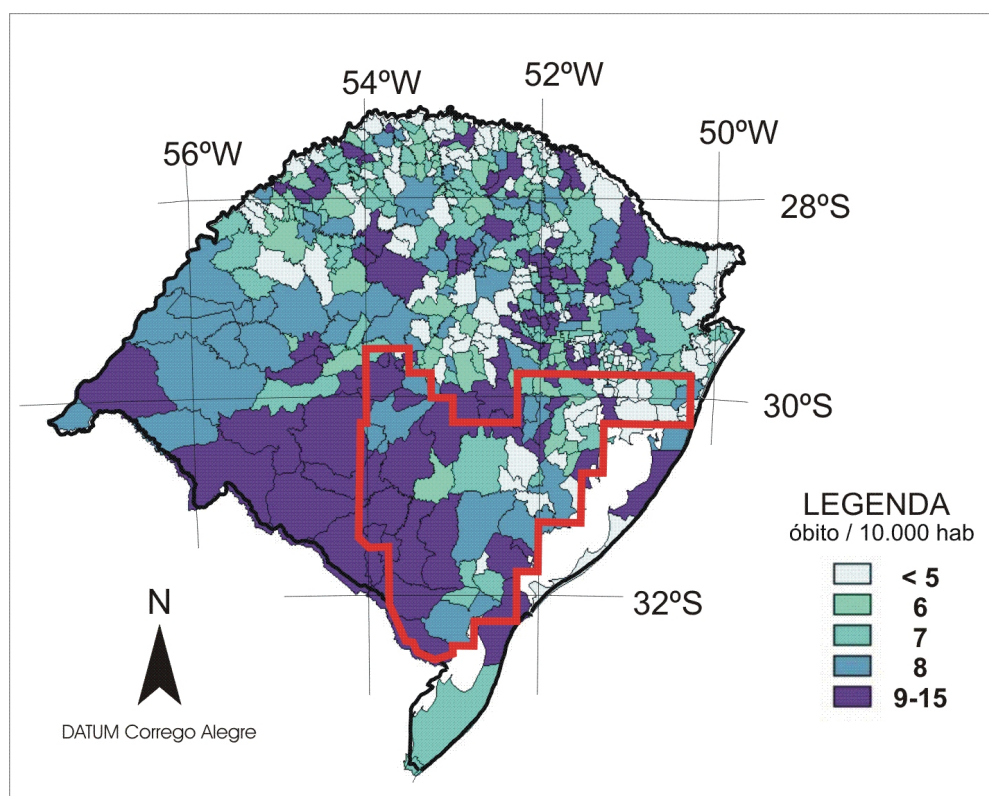 54ºW
52ºW
50ºW
56ºW
28ºS
30ºS
LEGENDA
óbito / 10.000 hab
< 5
6
7
8
9-15
32ºS
N
DATUM Corrego Alegre